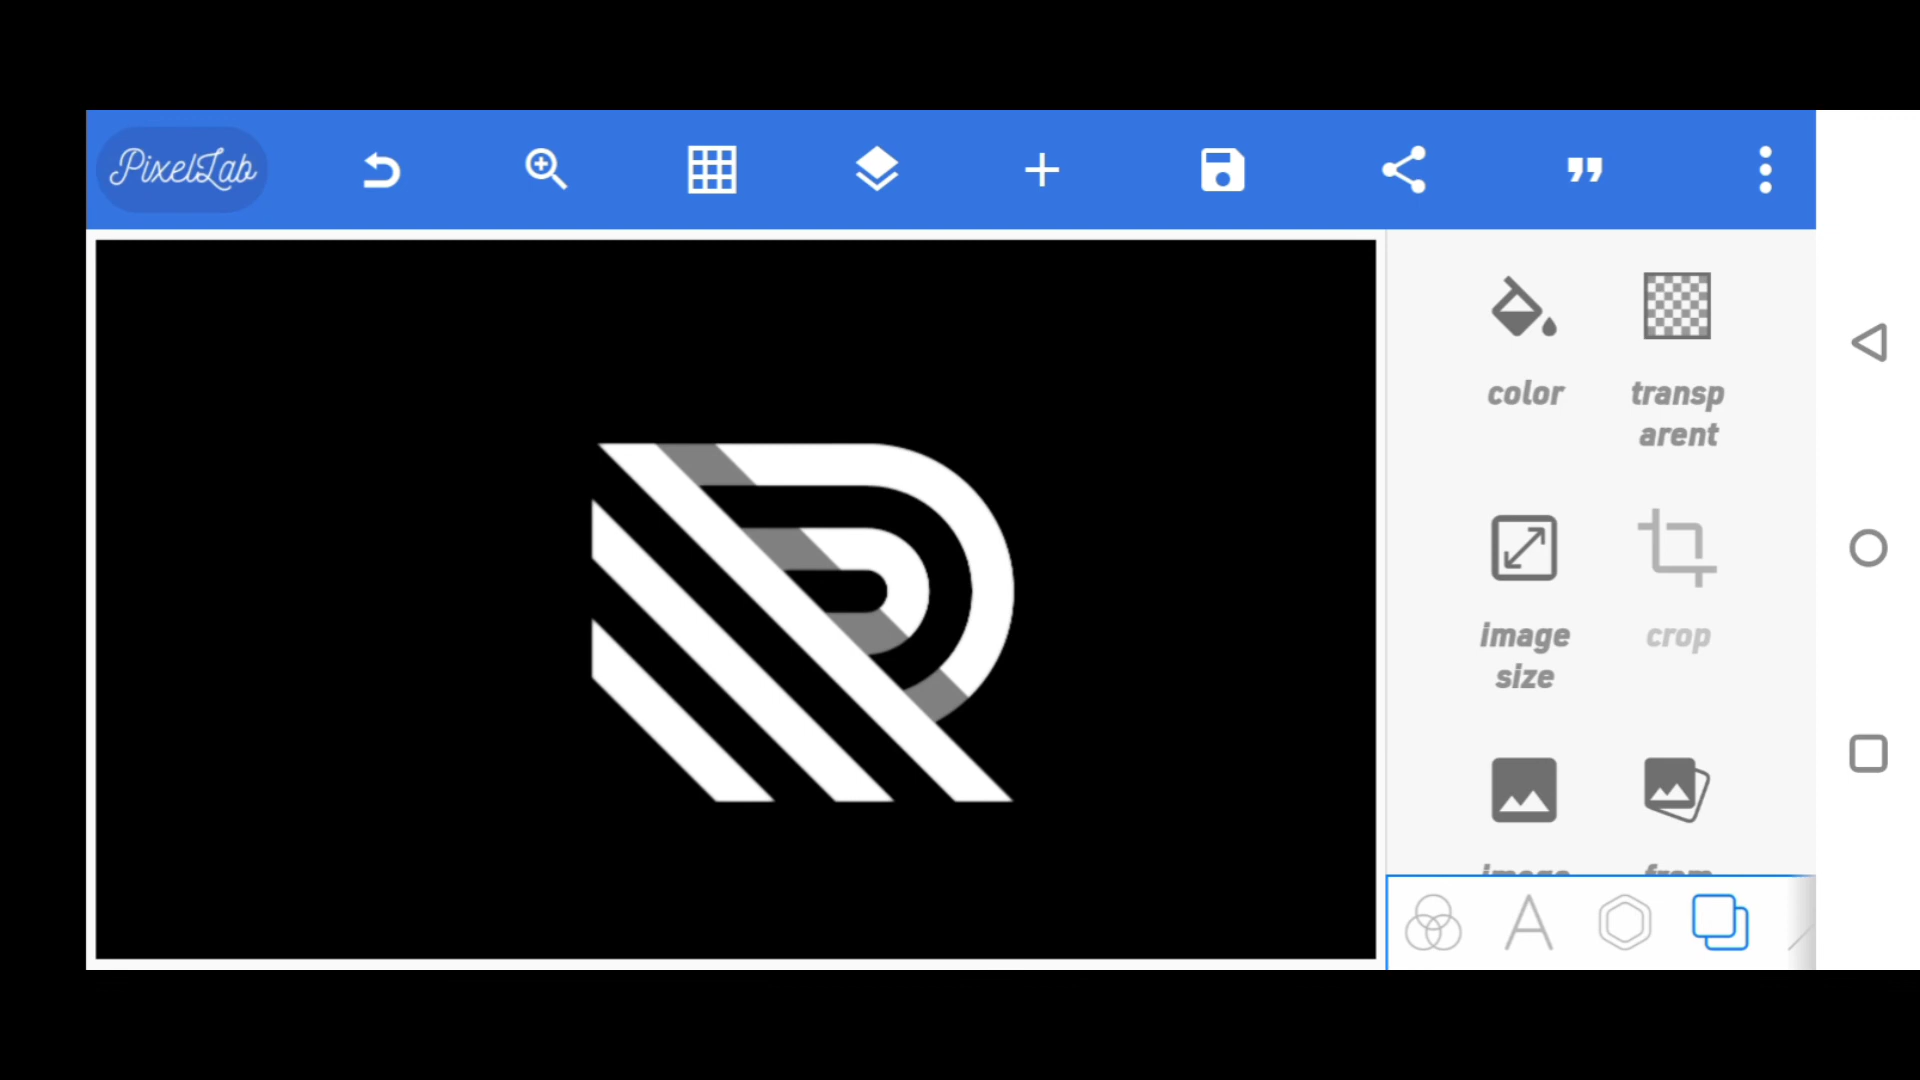 PixelLab
color
transp
arent
image
size
crop
image
from